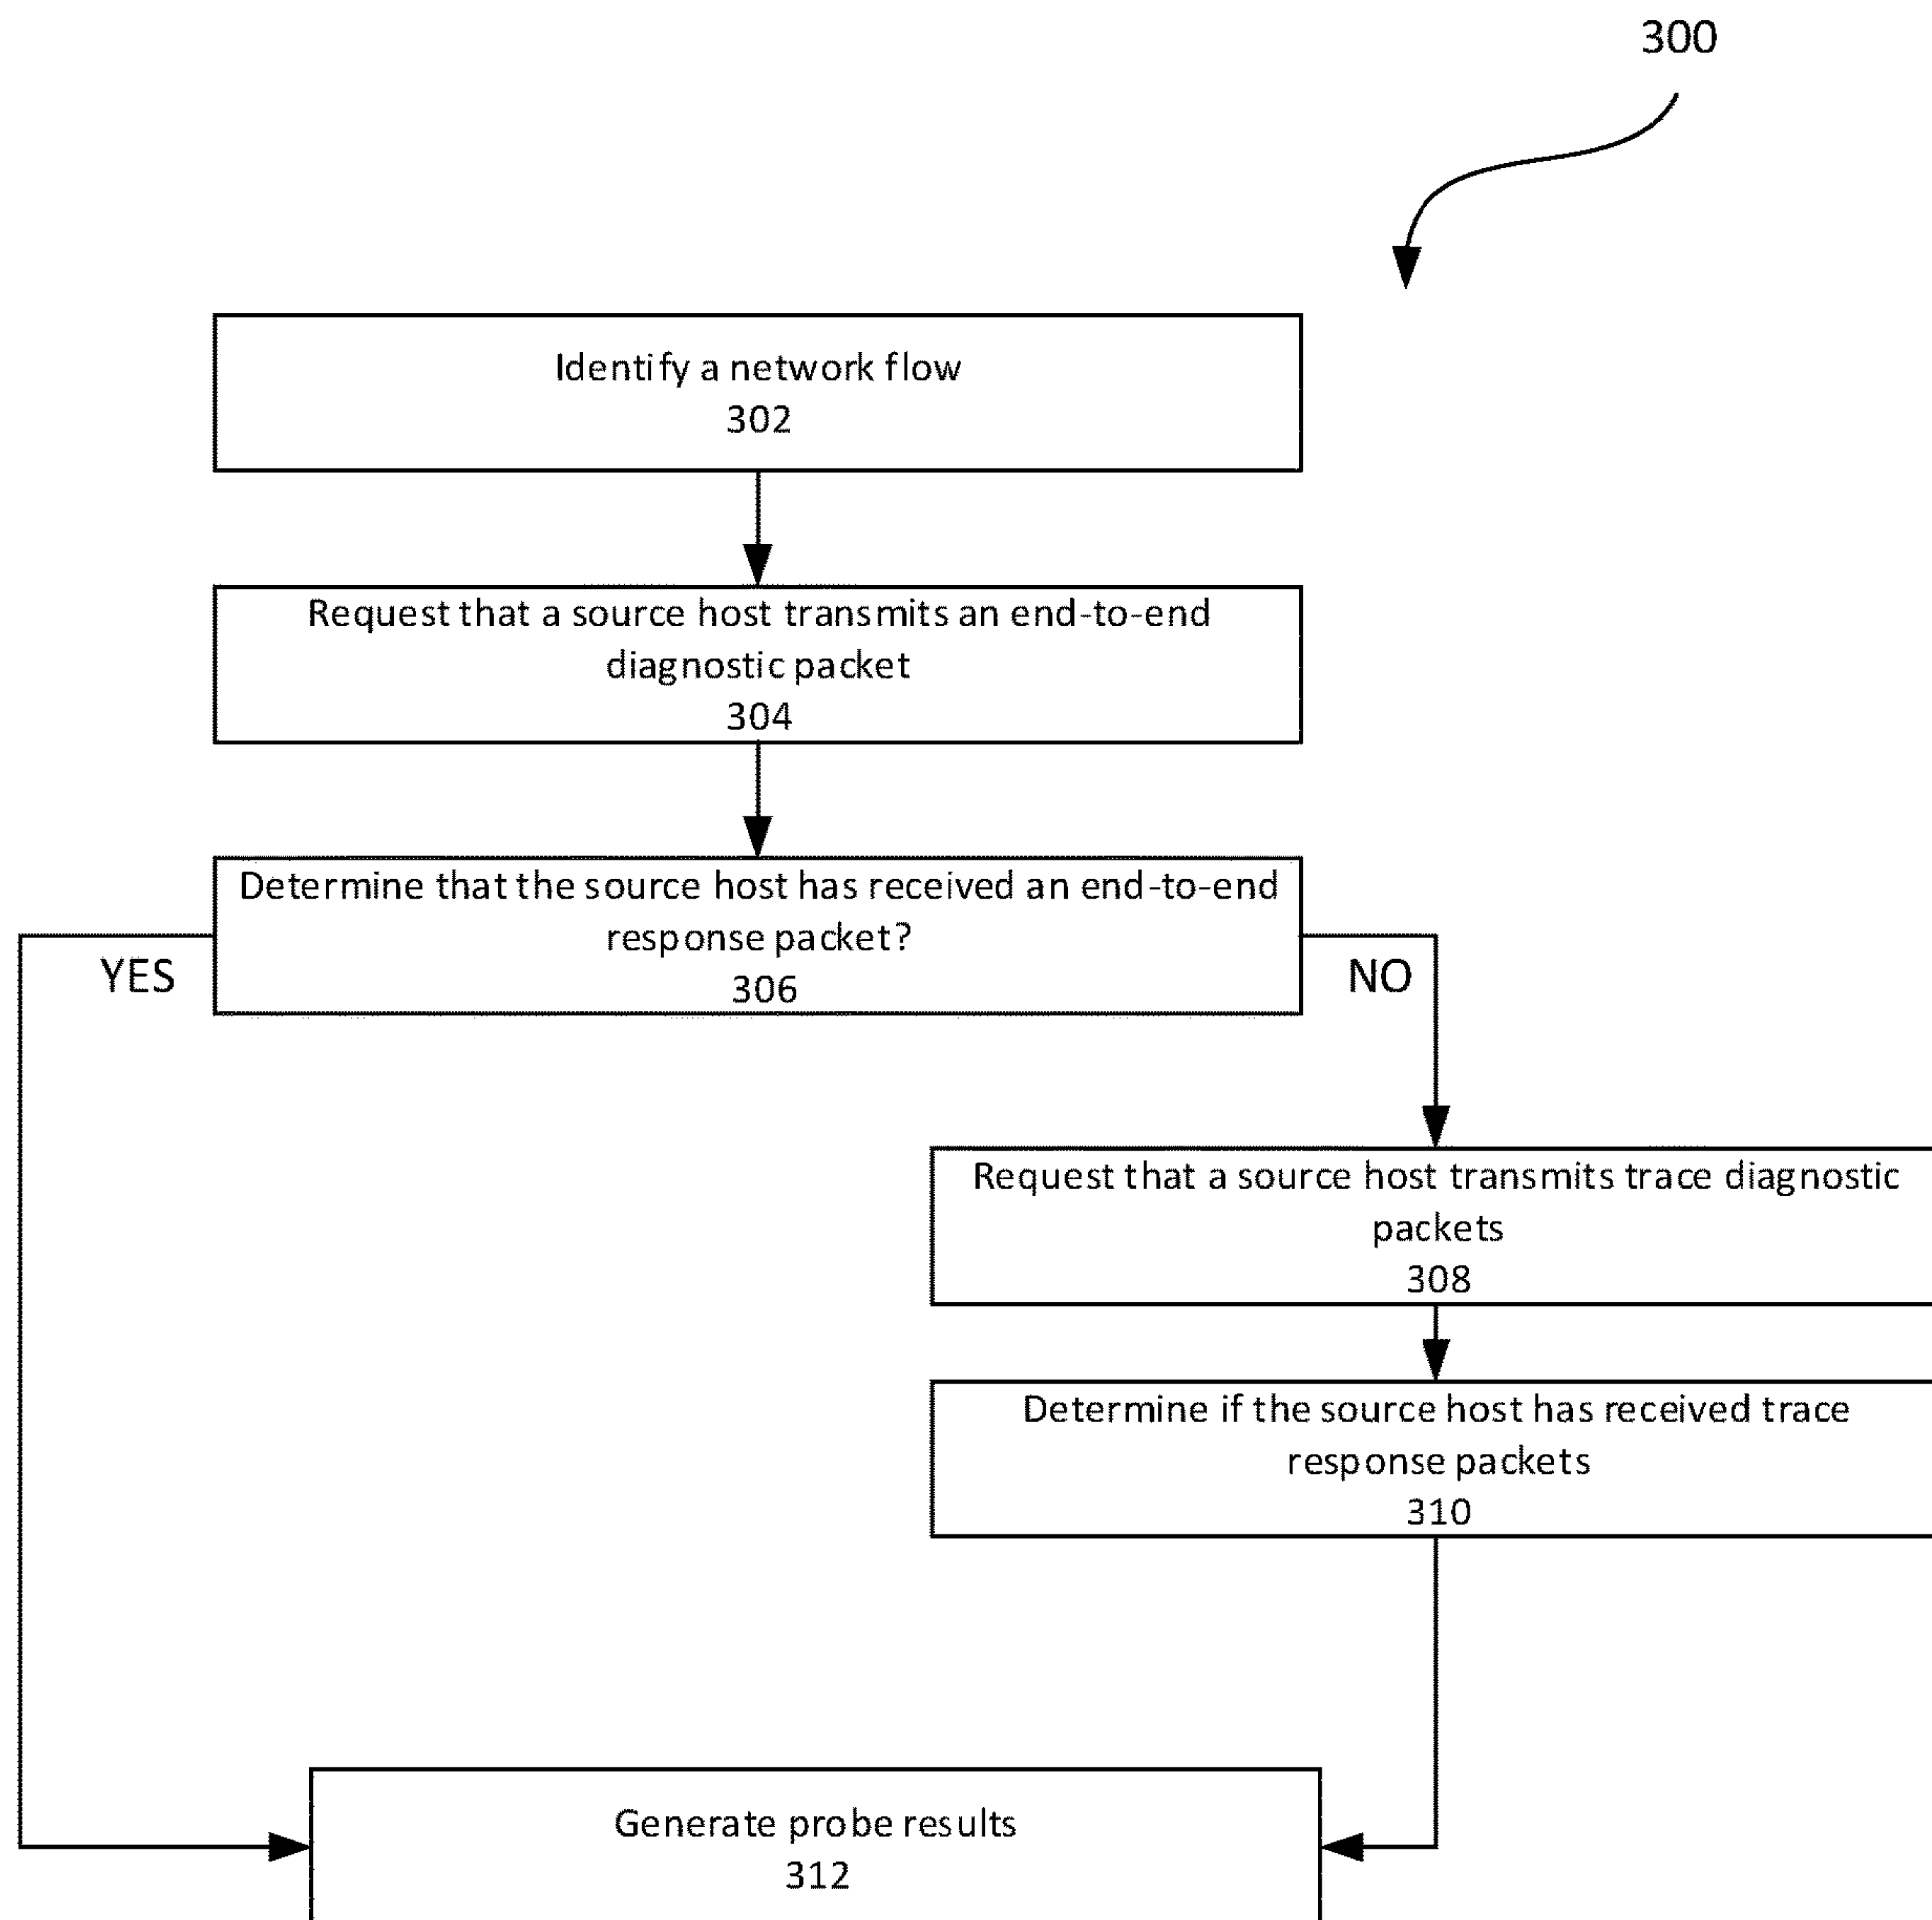 300
Identify a network flow
302
Request that a source host transmits an end-to-end
diagnostic packet
304
Determine that the source host has received an end-to-end
response packet?
306
YES
NO
Request that a source host transmits trace diagnostic
packets
308
Determine if the source host has received trace
response packets
310
Generate probe results
312